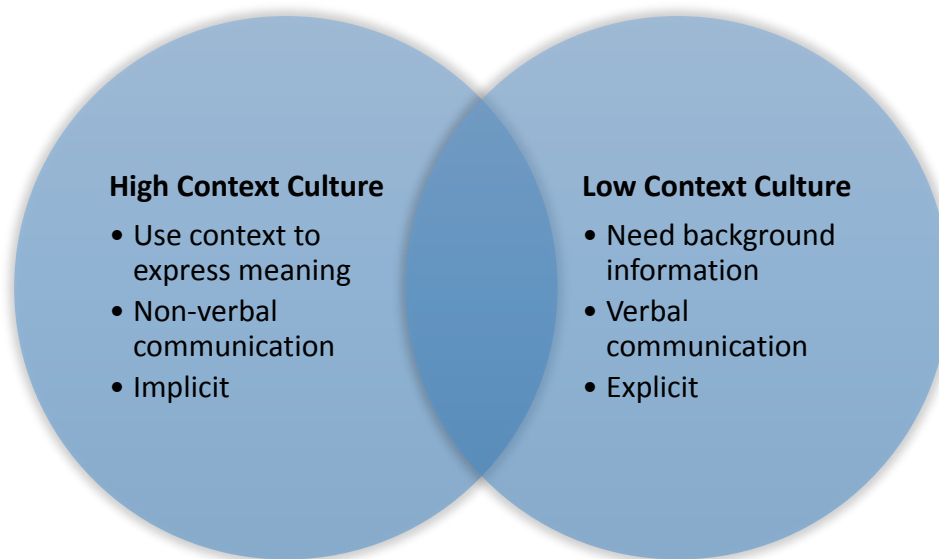 High Context Culture
• Use context to
express meaning
• Non-verbal
communication
• Implicit
Low Context Culture
• Need background
information
• Verbal
communication
• Explicit